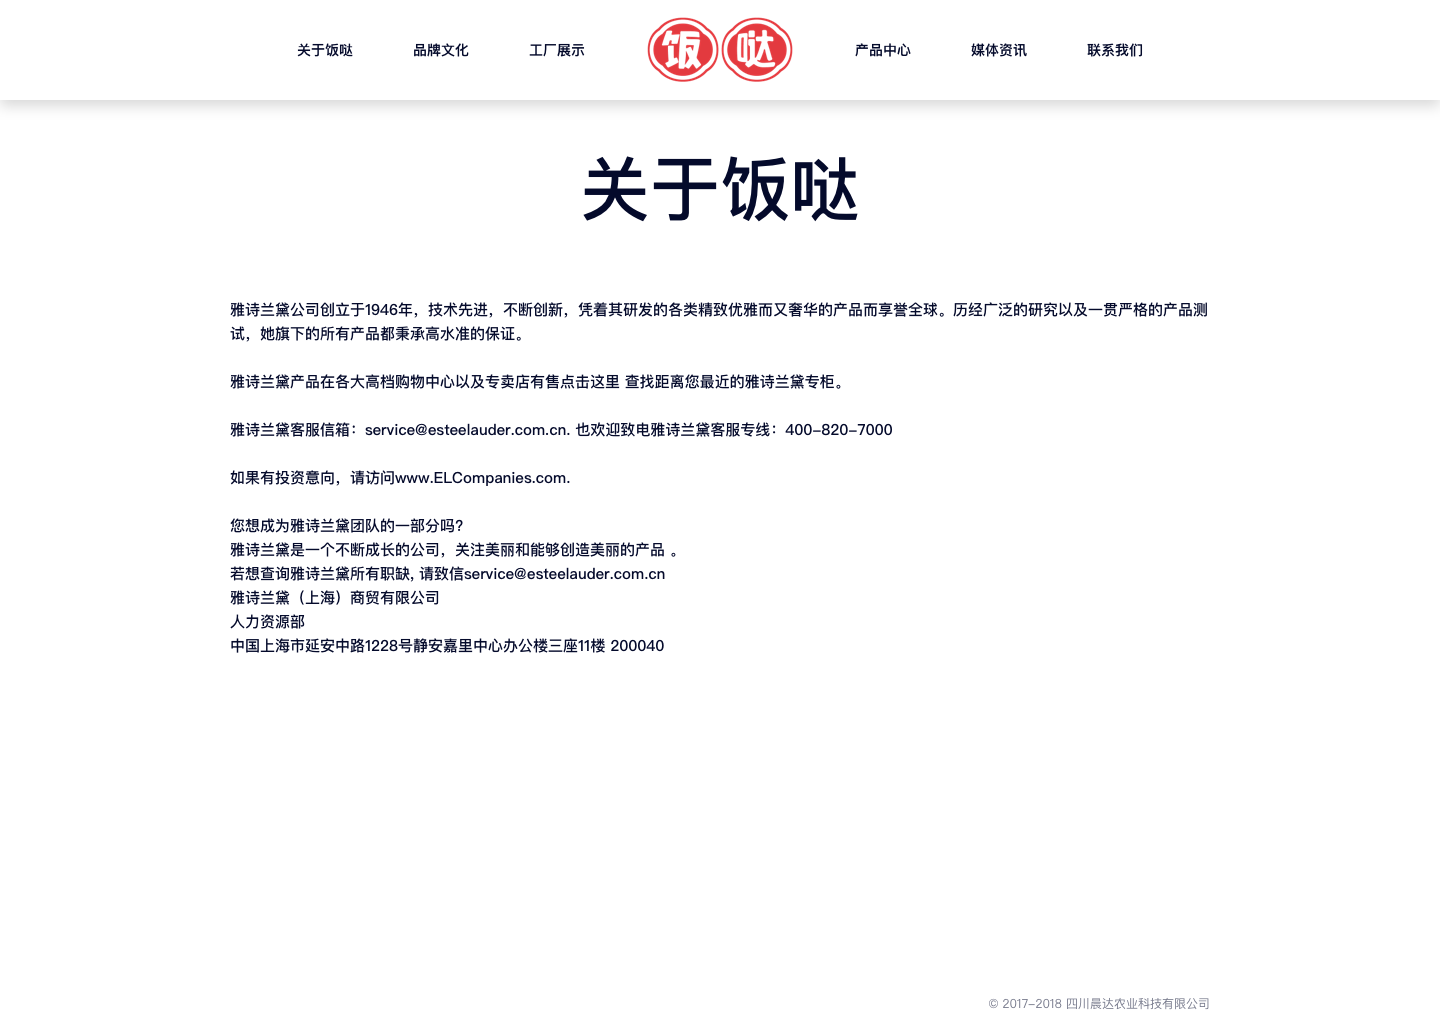 关于饭哒 品牌文化 工厂展示 饭哒 产品中心 媒体资讯 联系我们
关于饭哒
雅诗兰黛公司创立于1946年，技术先进，不断创新，凭着其研发的各类精致优雅而又奢华的产品而享誉全球。历经广泛的研究以及一贯严格的产品测
试，她旗下的所有产品都秉承高水准的保证。
雅诗兰黛产品在各大高档购物中心以及专卖店有售点击这里 查找距离您最近的雅诗兰黛专柜。
雅诗兰黛客服信箱：service@esteelauder.com.cn. 也欢迎致电雅诗兰黛客服专线：400-820-7000
如果有投资意向，请访问www.ELCompanies.com.
您想成为雅诗兰黛团队的一部分吗?
雅诗兰黛是一个不断成长的公司，关注美丽和能够创造美丽的产品 。
若想查询雅诗兰黛所有职缺, 请致信service@esteelauder.com.cn
雅诗兰黛（上海）商贸有限公司
人力资源部
中国上海市延安中路1228号静安嘉里中心办公楼三座11楼 200040
© 2017-2018 四川晨达农业科技有限公司